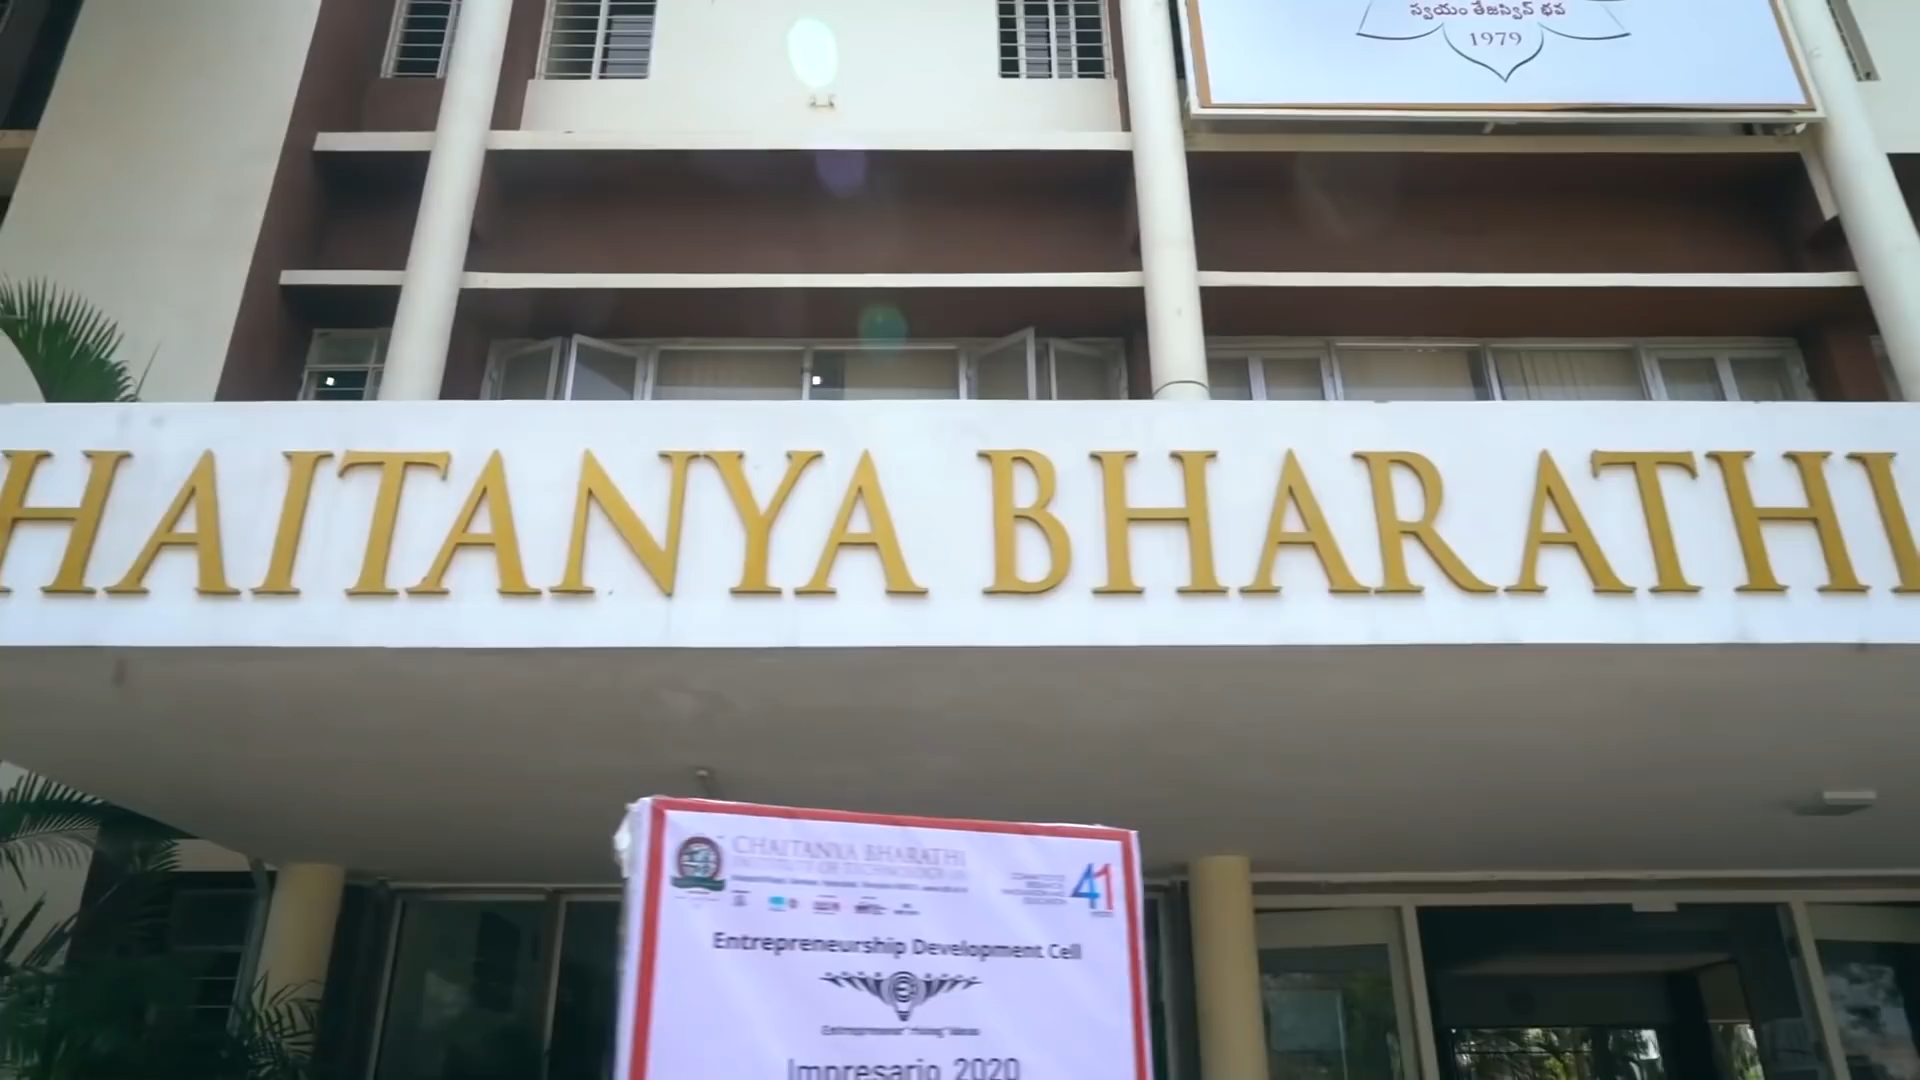 స్వయం తేజస్విన్ భవ
1979
HAITANYA BHARATHI
CHAITANYA BHARATHI
INSTITUTE OF TECHNOLOGY
41
Entrepreneurship Development Cell
Impresario 2020